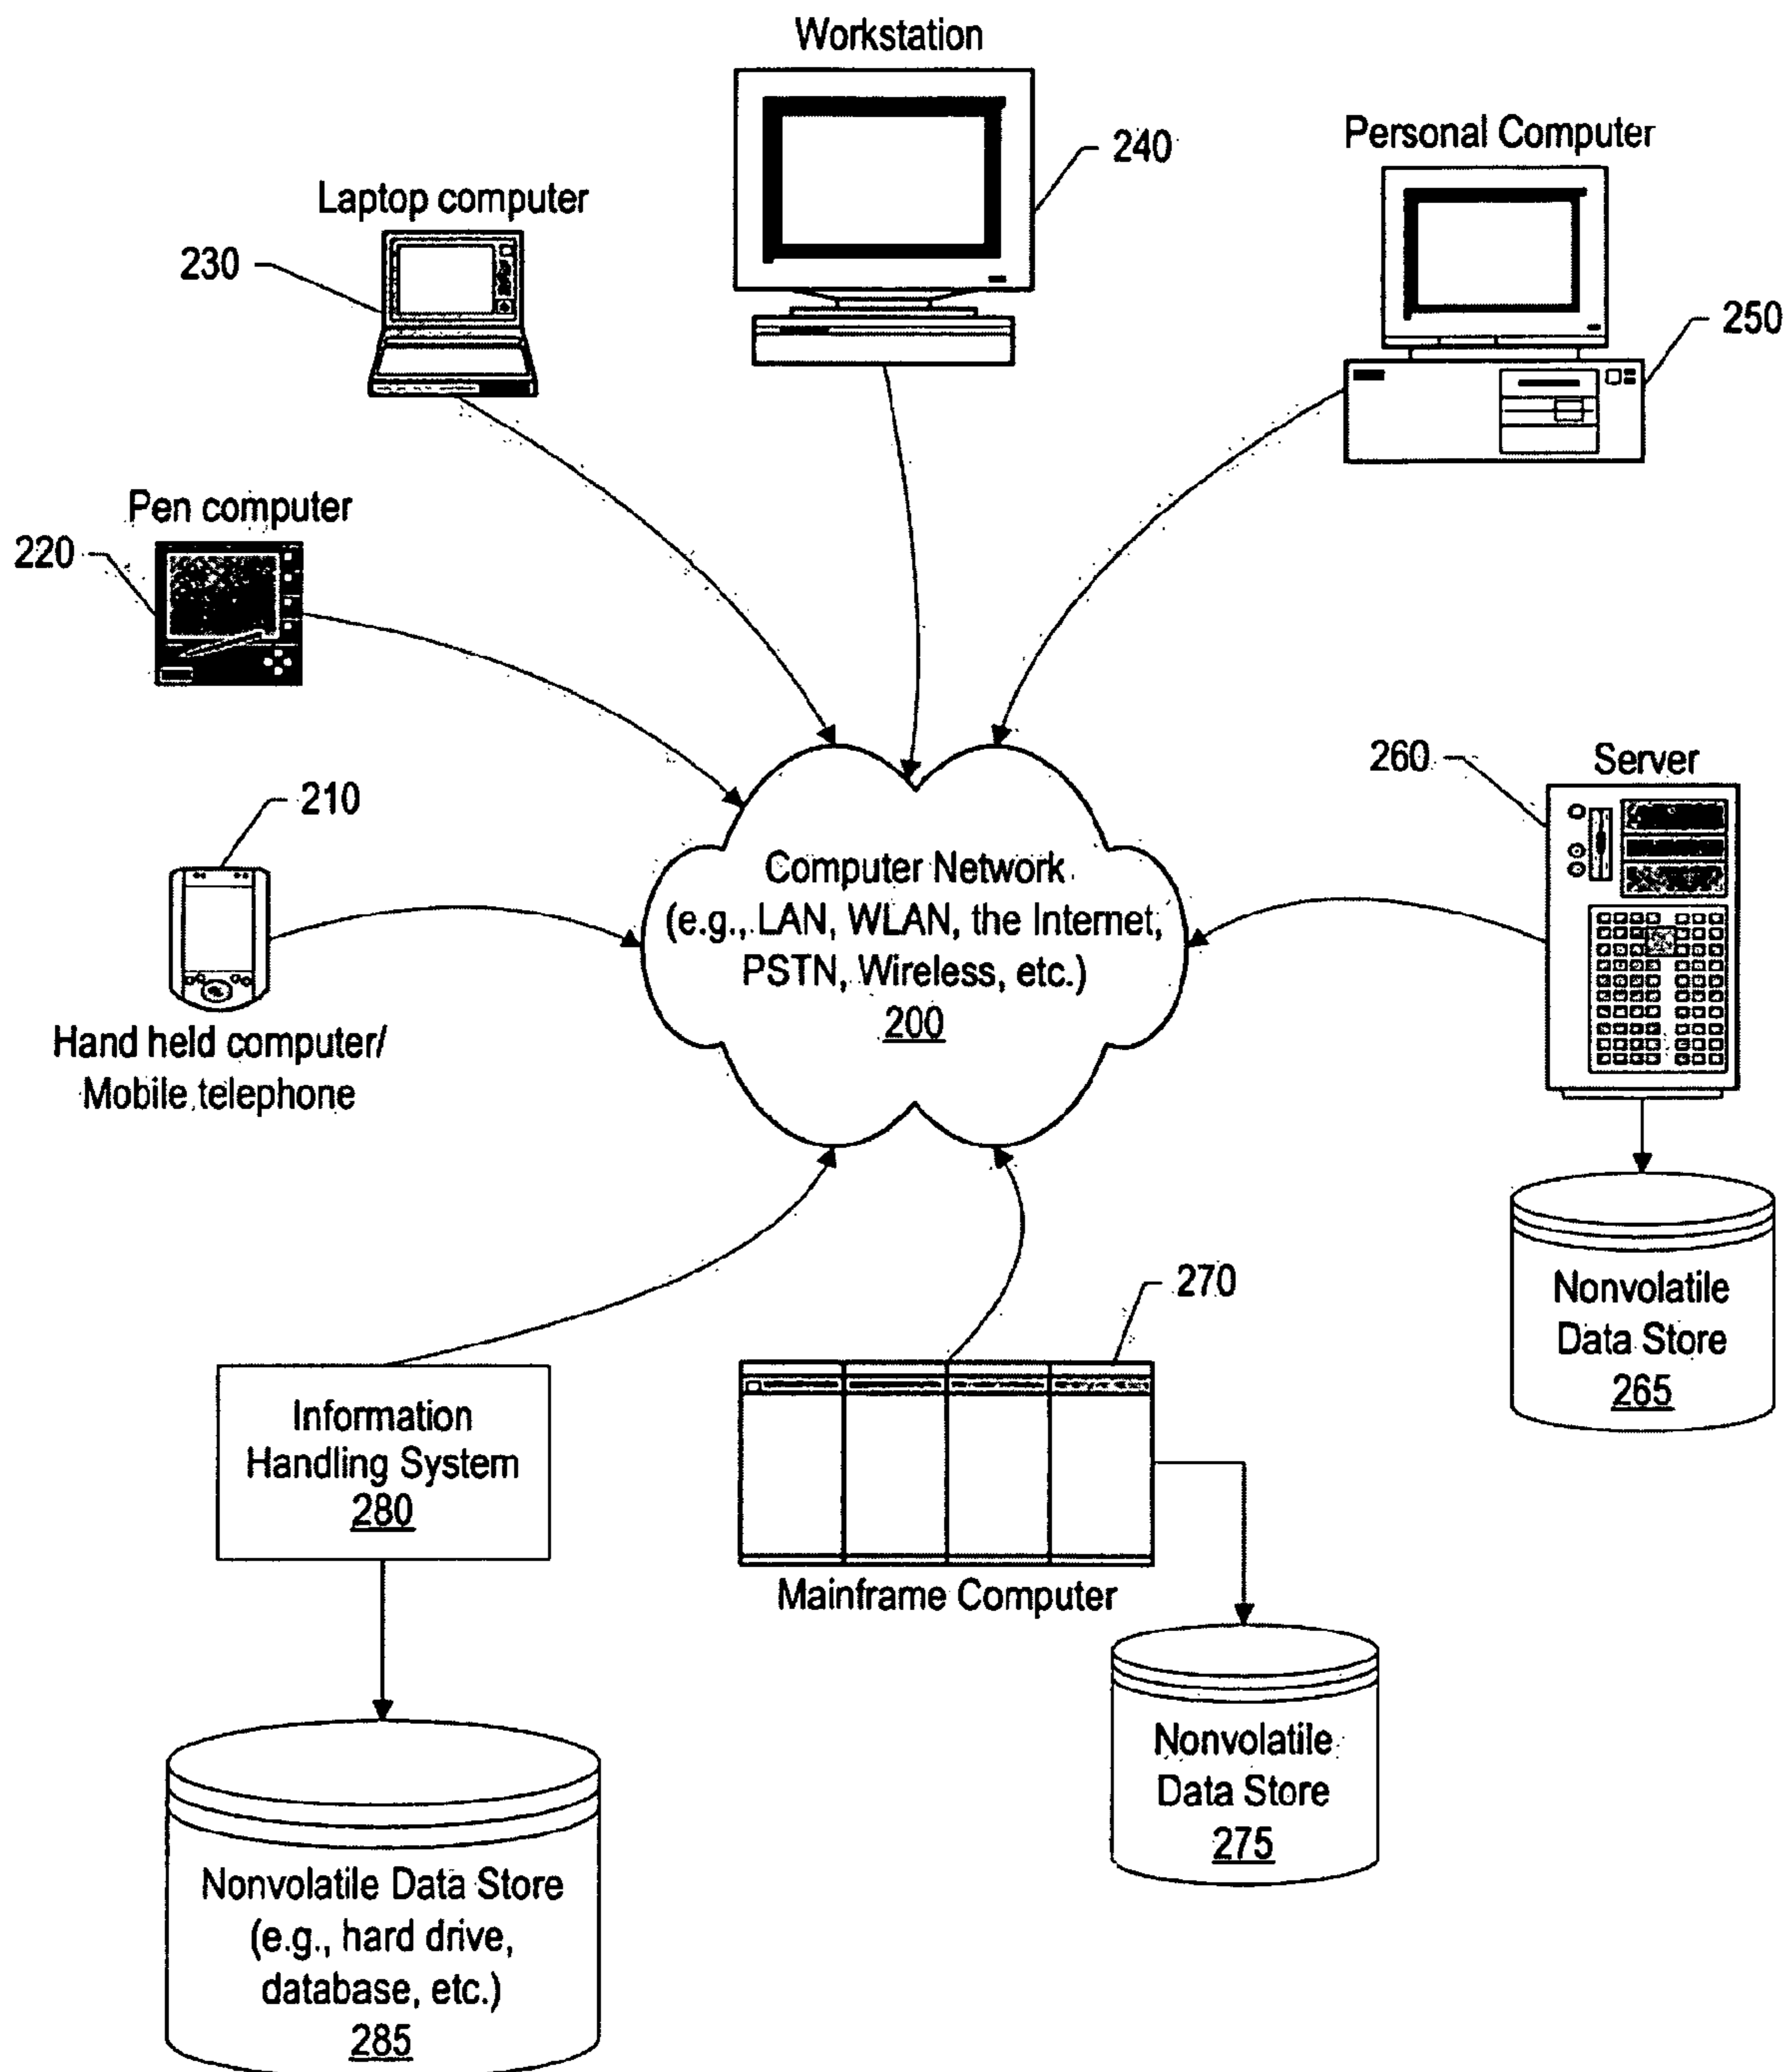 Workstation
240
Personal Computer
250
Laptop computer
230
Pen computer
220
210
Hand held computer/
Mobile telephone
Computer Network
(e.g., LAN, WLAN, the Internet,
PSTN, Wireless, etc.)
200
260
Server
Nonvolatile
Data Store
265
270
Mainframe Computer
Nonvolatile
Data Store
275
Information
Handling System
280
Nonvolatile Data Store
(e.g., hard drive,
database, etc.)
285